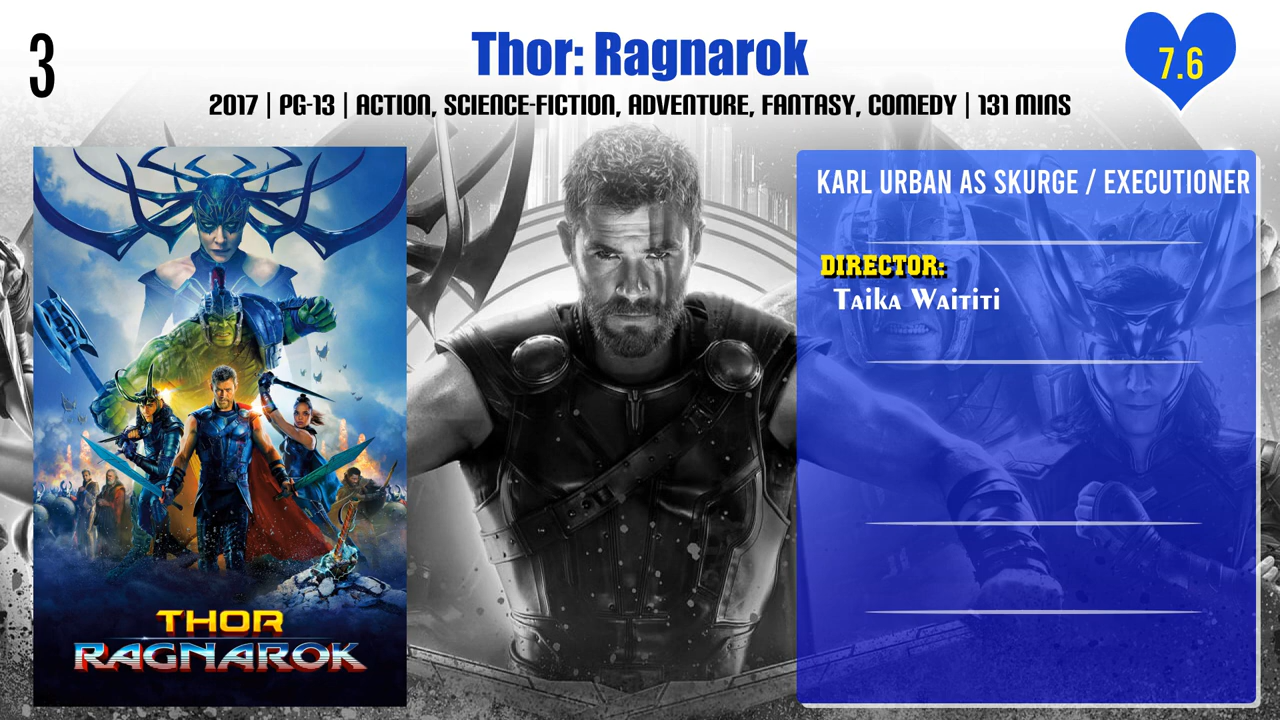 3
Thor: Ragnarok
7.6
2017 | PG-13 | ACTION, SCIENCE-FICTION, ADVENTURE, FANTASY, COMEDY | 131 MINS
KARL URBAN AS SKURGE / EXECUTIONER
DIRECTOR:
Taika Waititi
THOR
RAGNAROK